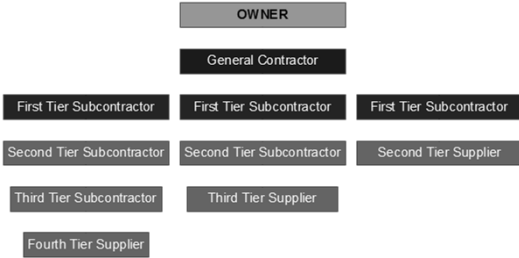 OWNER
General Contractor
First Tier Subcontractor First Tier Subcontractor First Tier Subcontractor
Second Tier Subcontractor Second Tier Subcontractor Second Tier Supplier
Third Tier Subcontractor Third Tier Supplier
Fourth Tier Supplier